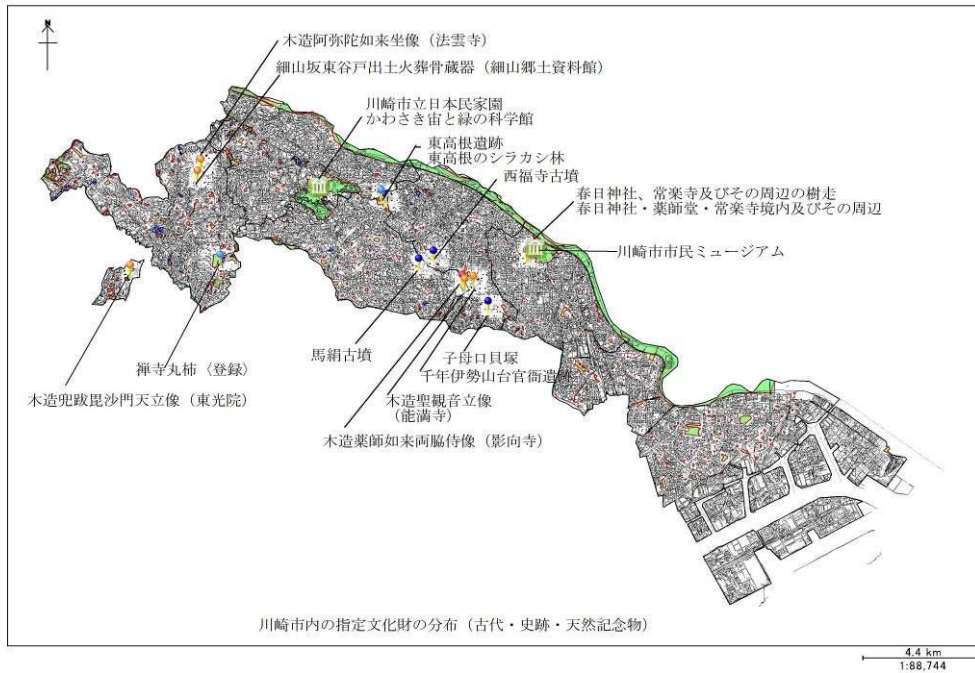 N
木造阿弥陀如来坐像（法雲寺）
細山坂東谷戸出土火葬骨蔵器（細山郷土資料館）
川崎市立日本民家園
かわさき宙と緑の科学館
東高根遺跡
東高根のシラカシ林
西福寺古墳
春日神社、常楽寺及びその周辺の樹走
春日神社・薬師堂・常楽寺境内及びその周辺
川崎市市民ミュージアム
馬絹古墳
子母口貝塚
千年伊勢山台官衙遺跡
禅寺丸柿（登録）
木造兜跋毘沙門天立像（東光院）
木造聖観音立像
（能満寺）
木造薬師如来両脇侍像（影向寺）
川崎市内の指定文化財の分布（古代・史跡・天然記念物）
4.4 km
1:88,744